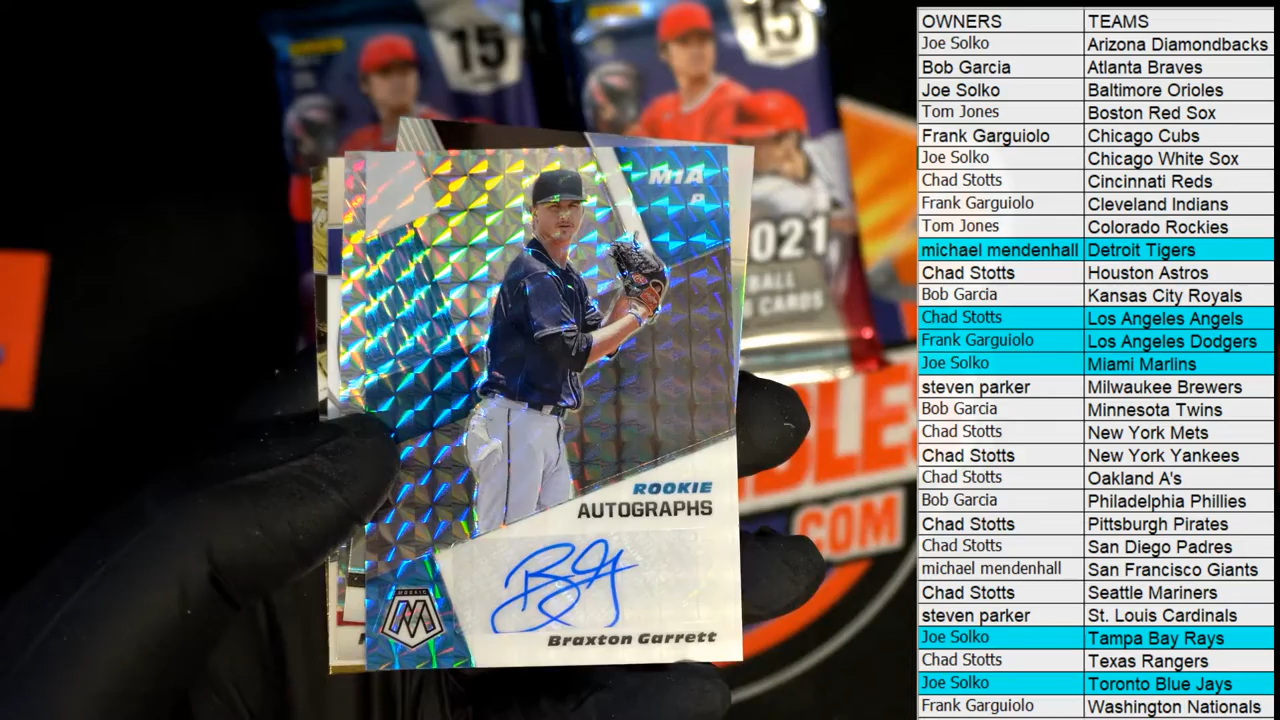 15
15
2021
BALL
CARDS
MIA
P
ROOKIE
AUTOGRAPHS
MOSAIC
M
Braxton Garrett
.COM
OWNERS TEAMS
Joe Solko Arizona Diamondbacks
Bob Garcia Atlanta Braves
Joe Solko Baltimore Orioles
Tom Jones Boston Red Sox
Frank Garguiolo Chicago Cubs
Joe Solko Chicago White Sox
Chad Stotts Cincinnati Reds
Frank Garguiolo Cleveland Indians
Tom Jones Colorado Rockies
michael mendenhall Detroit Tigers
Chad Stotts Houston Astros
Bob Garcia Kansas City Royals
Chad Stotts Los Angeles Angels
Frank Garguiolo Los Angeles Dodgers
Joe Solko Miami Marlins
steven parker Milwaukee Brewers
Bob Garcia Minnesota Twins
Chad Stotts New York Mets
Chad Stotts New York Yankees
Chad Stotts Oakland A's
Bob Garcia Philadelphia Phillies
Chad Stotts Pittsburgh Pirates
Chad Stotts San Diego Padres
michael mendenhall San Francisco Giants
Chad Stotts Seattle Mariners
steven parker St. Louis Cardinals
Joe Solko Tampa Bay Rays
Chad Stotts Texas Rangers
Joe Solko Toronto Blue Jays
Frank Garguiolo Washington Nationals